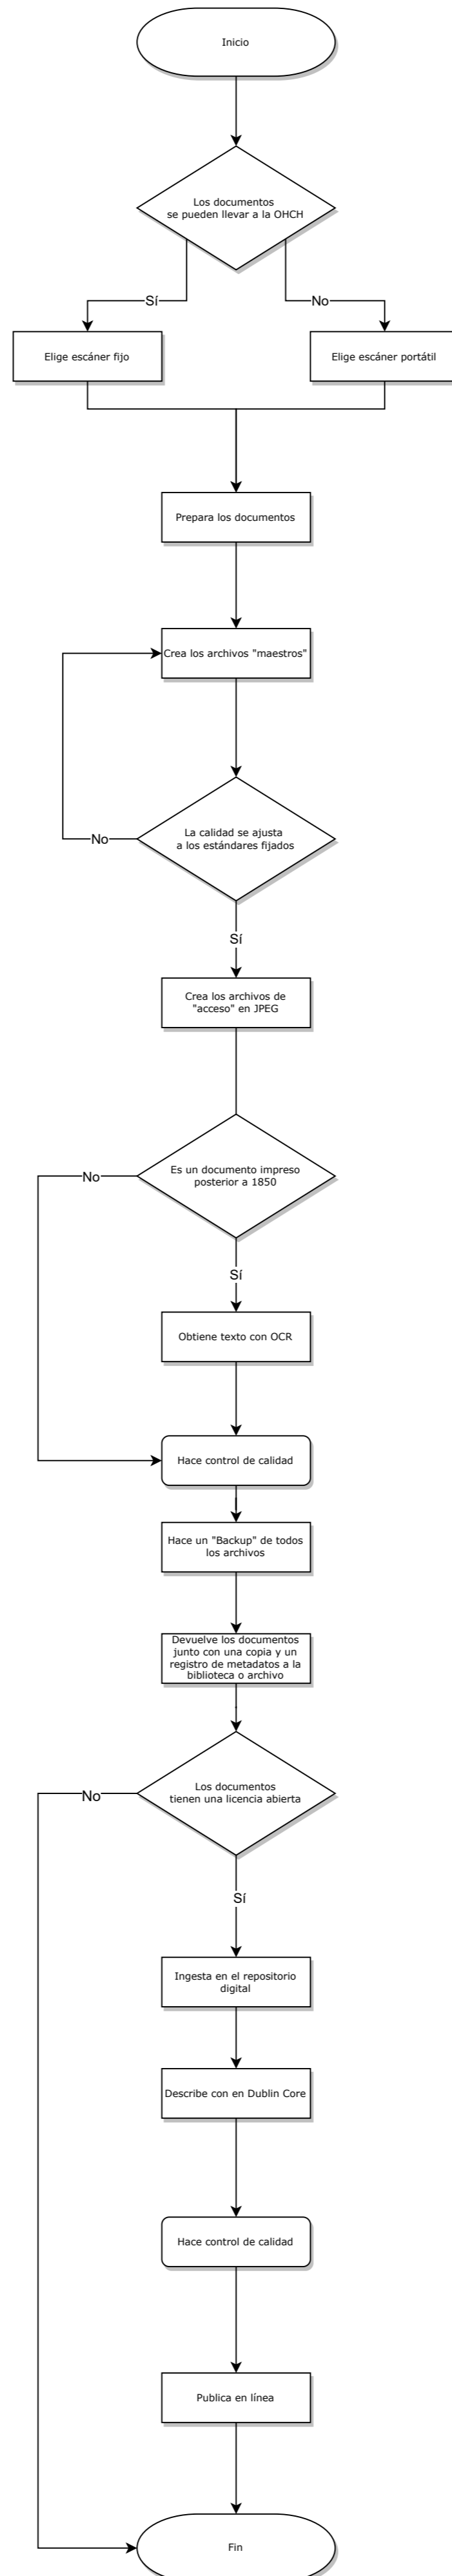 Inicio
Los documentos
se pueden llevar a la OHCH
Sí
No
Elige escáner fijo
Elige escáner portátil
Prepara los documentos
Crea los archivos "maestros"
La calidad se ajusta
a los estándares fijados
No
Sí
Crea los archivos de
"acceso" en JPEG
Es un documento impreso
posterior a 1850
No
Sí
Obtiene texto con OCR
Hace control de calidad
Hace un "Backup" de todos
los archivos
Devuelve los documentos
junto con una copia y un
registro de metadatos a la
biblioteca o archivo
Los documentos
tienen una licencia abierta
No
Sí
Ingesta en el repositorio
digital
Describe con en Dublin Core
Hace control de calidad
Publica en línea
Fin